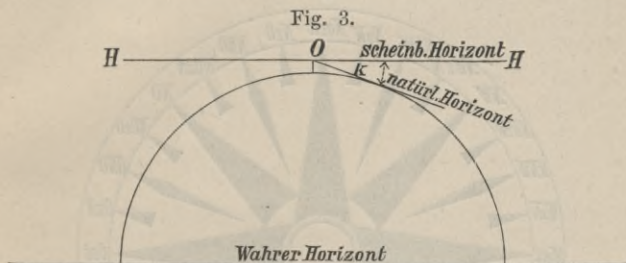 Fig. 3.
H O scheinb. Horizont H
k natürl. Horizont
Wahrer Horizont